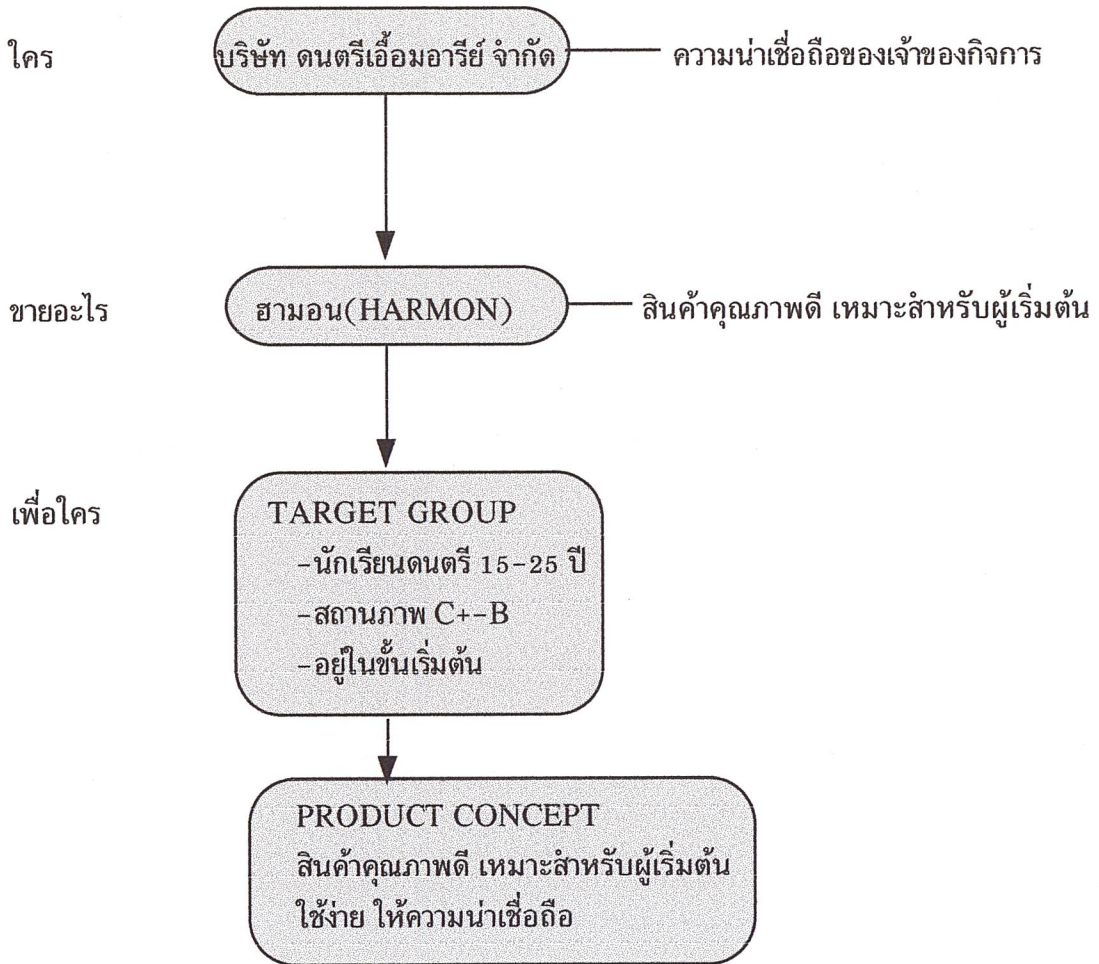 ใคร
บริษัท ดนตรีเอื้อมอารีย์ จำกัด
ความน่าเชื่อถือของเจ้าของกิจการ
ขายอะไร
ฮามอน(HARMON)
สินค้าคุณภาพดี เหมาะสำหรับผู้เริ่มต้น
เพื่อใคร
TARGET GROUP
-นักเรียนดนตรี 15-25 ปี
-สถานภาพ C+-B
-อยู่ในขั้นเริ่มต้น
PRODUCT CONCEPT
สินค้าคุณภาพดี เหมาะสำหรับผู้เริ่มต้น
ใช้ง่าย ให้ความน่าเชื่อถือ